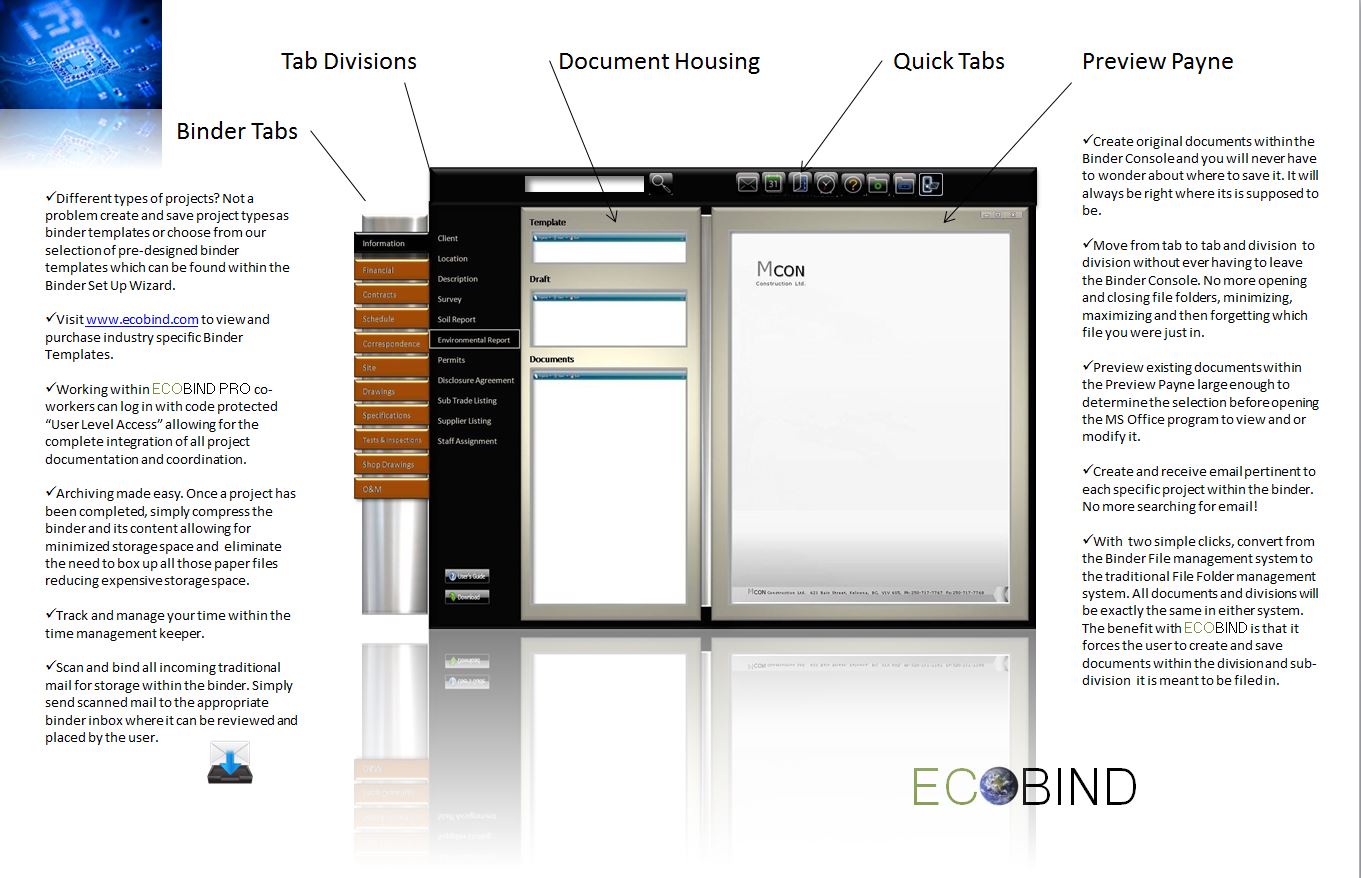 Tab Divisions
Document Housing
Quick Tabs
Preview Payne
Binder Tabs
✓Different types of projects? Not a
problem create and save project types as
binder templates or choose from our
selection of pre-designed binder
templates which can be found within the
Binder Set Up Wizard.
✓Visit www.ecobind.com to view and
purchase industry specific Binder
Templates.
✓Working within ECOBIND PRO co-
workers can log in with code protected
“User Level Access” allowing for the
complete integration of all project
documentation and coordination.
✓Archiving made easy. Once a project has
been completed, simply compress the
binder and its content allowing for
minimized storage space and eliminate
the need to box up all those paper files
reducing expensive storage space.
✓Track and manage your time within the
time management keeper.
✓Scan and bind all incoming traditional
mail for storage within the binder. Simply
send scanned mail to the appropriate
binder inbox where it can be reviewed and
placed by the user.
31
?
Information
Financial
Contracts
Schedule
Correspondence
Site
Drawings
Specifications
Tests & Inspections
Shop Drawings
O&M
Client
Location
Description
Survey
Soil Report
Environmental Report
Permits
Disclosure Agreement
Sub Trade Listing
Supplier Listing
Staff Assignment
User's Guide
Download
Template
Draft
Documents
MCON
Construction Ltd.
MCON Construction Ltd.
✓Create original documents within the
Binder Console and you will never have
to wonder about where to save it. It will
always be right where its is supposed to
be.
✓Move from tab to tab and division to
division without ever having to leave
the Binder Console. No more opening
and closing file folders, minimizing,
maximizing and then forgetting which
file you were just in.
✓Preview existing documents within
the Preview Payne large enough to
determine the selection before opening
the MS Office program to view and or
modify it.
✓Create and receive email pertinent to
each specific project within the binder.
No more searching for email!
✓With two simple clicks, convert from
the Binder File management system to
the traditional File Folder management
system. All documents and divisions will
be exactly the same in either system.
The benefit with ECOBIND is that it
forces the user to create and save
documents within the division and sub-
division it is meant to be filed in.
ECOBIND